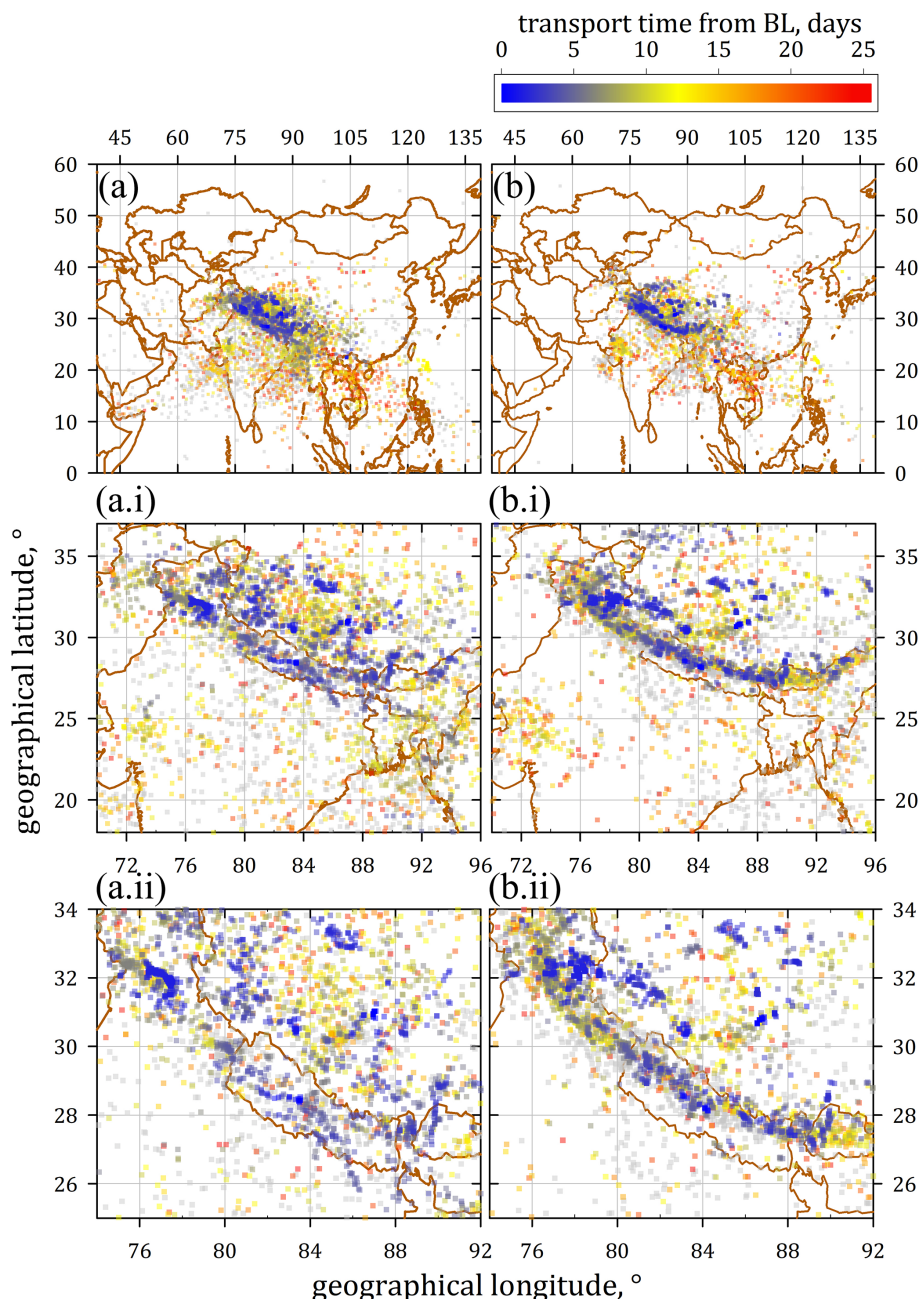 transport time from BL, days
0 5 10 15 20 25
45 60 75 90 105 120 135 45 60 75 90 105 120 135
60 (a) (b) 60
50 50
40 40
30 30
20 20
10 10
0 0
(a.i) (b.i)
35 35
30 30
25 25
20 20
72 76 80 84 88 92 96 72 76 80 84 88 92 96
(a.ii) (b.ii)
34 34
32 32
30 30
28 28
26 26
76 80 84 88 92 76 80 84 88 92
geographical latitude, °
geographical longitude, °